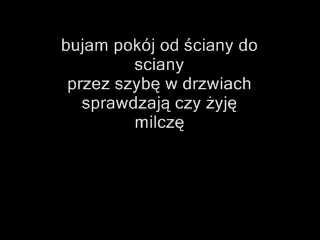 bujam pokój od ściany do
sciany
przez szybę w drzwiach
sprawdzają czy żyję
milczę